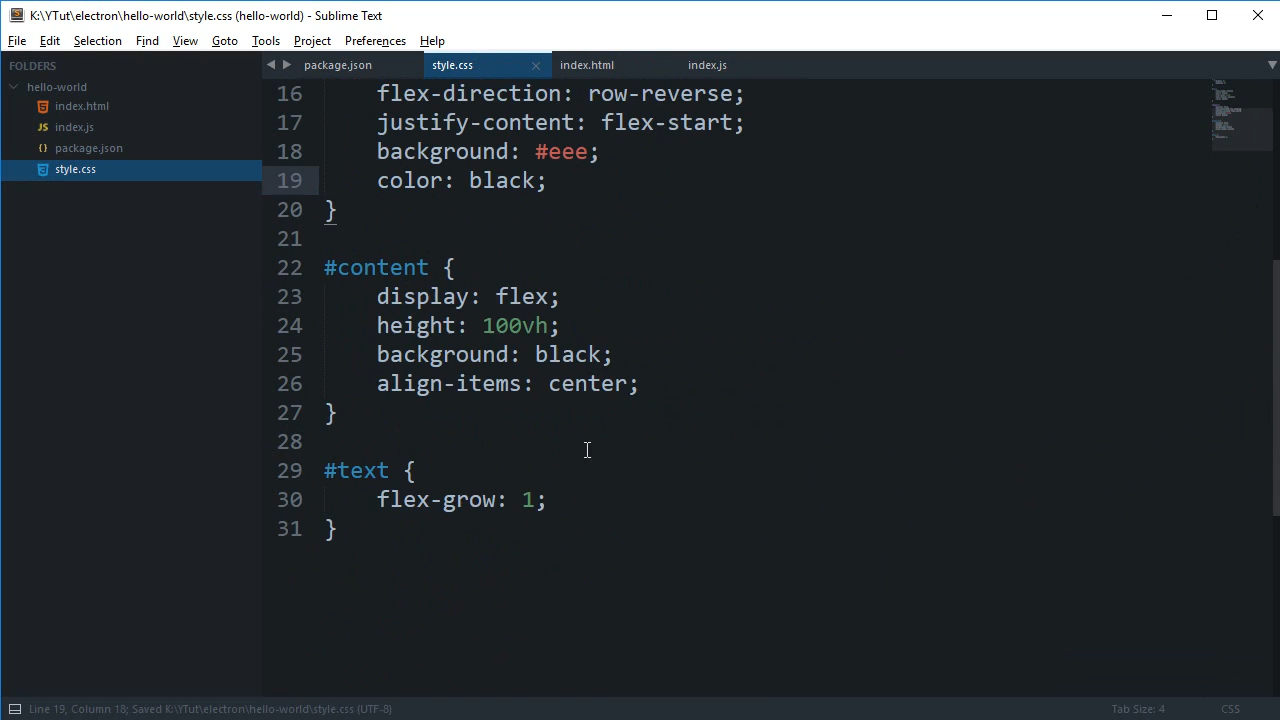 K:\YTut\electron\hello-world\style.css (hello-world) - Sublime Text
File Edit Selection Find View Goto Tools Project Preferences Help
FOLDERS
hello-world
index.html
index.js
package.json
style.css
package.json style.css index.html index.js
16 flex-direction: row-reverse;
17 justify-content: flex-start;
18 background: #eee;
19 color: black;
20 }
21
22 #content {
23 display: flex;
24 height: 100vh;
25 background: black;
26 align-items: center;
27 }
28
29 #text {
30 flex-grow: 1;
31 }
Line 19, Column 18; Saved K:\YTut\electron\hello-world\style.css (UTF-8) Tab Size: 4 CSS